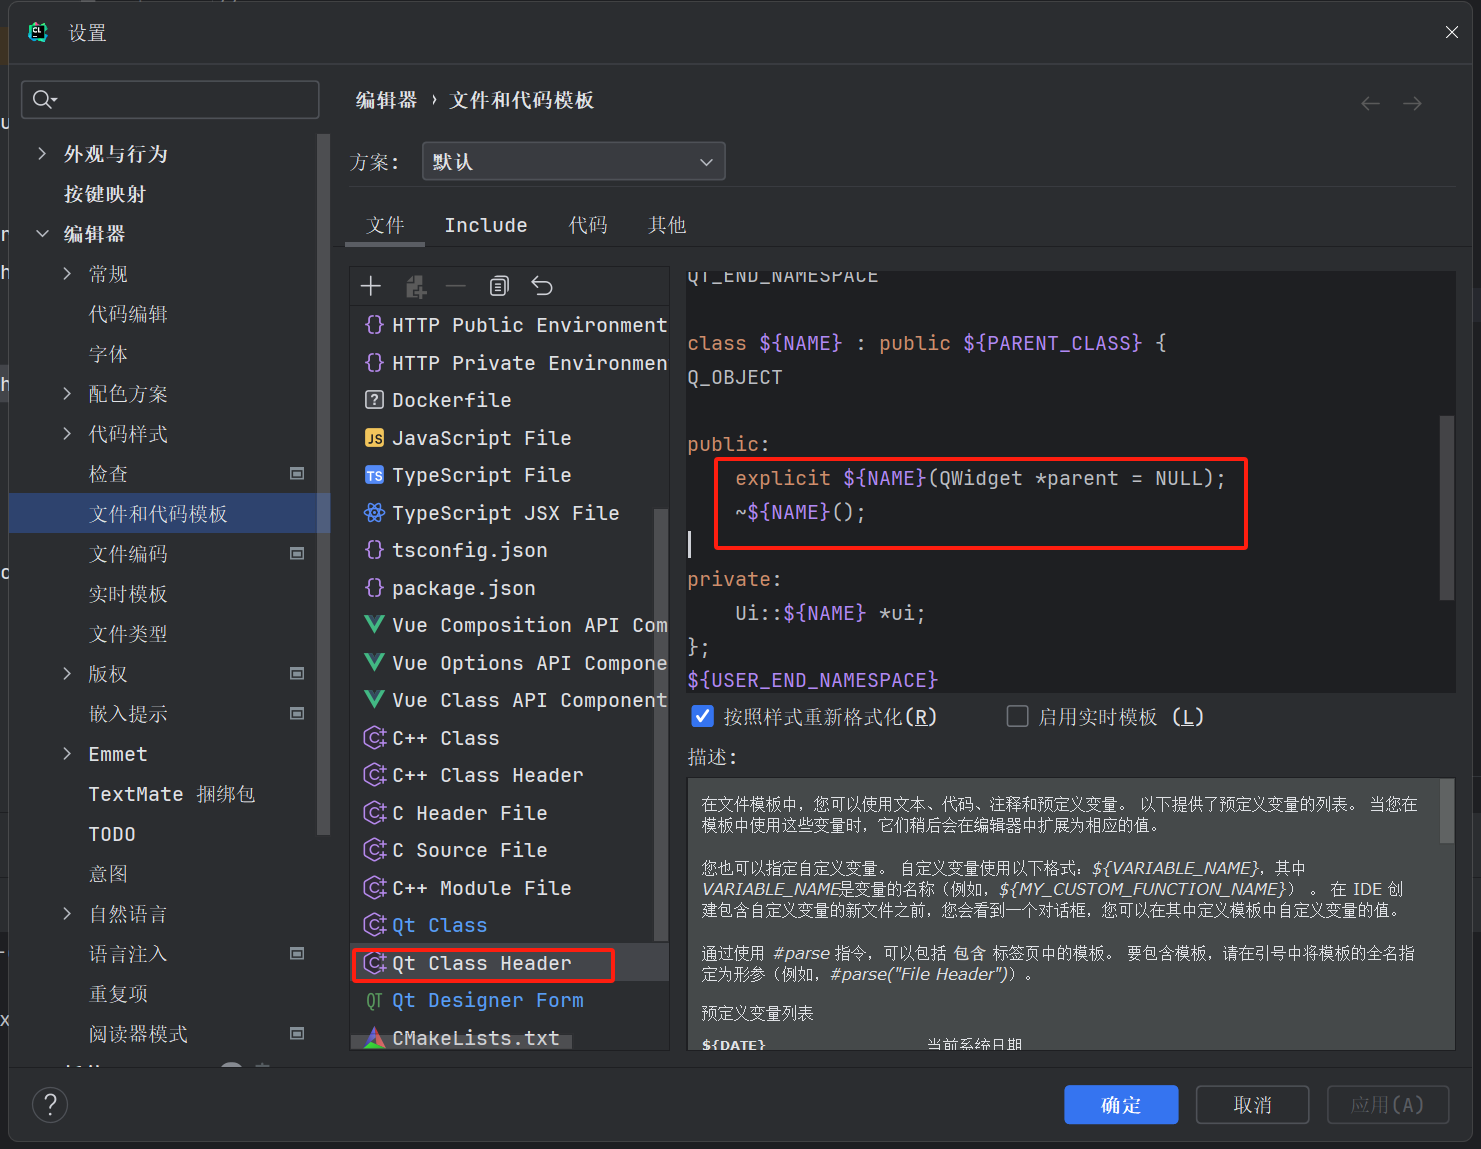 设置
编辑器 › 文件和代码模板
外观与行为
按键映射
编辑器
常规
代码编辑
字体
配色方案
代码样式
检查
文件和代码模板
文件编码
实时模板
文件类型
版权
嵌入提示
Emmet
TextMate 捆绑包
TODO
意图
自然语言
语言注入
重复项
阅读器模式
方案：
默认
文件 Include 代码 其他
HTTP Public Environment
HTTP Private Environmen
Dockerfile
JavaScript File
TypeScript File
TypeScript JSX File
tsconfig.json
package.json
Vue Composition API Com
Vue Options API Compone
Vue Class API Component
C++ Class
C++ Class Header
C Header File
C Source File
C++ Module File
Qt Class
Qt Class Header
Qt Designer Form
CMakeLists.txt
QT_END_NAMESPACE
class ${NAME} : public ${PARENT_CLASS} {
Q_OBJECT
public:
explicit ${NAME}(QWidget *parent = NULL);
~${NAME}();
private:
Ui::${NAME} *ui;
};
${USER_END_NAMESPACE}
按照样式重新格式化(R)
启用实时模板 (L)
描述：
在文件模板中，您可以使用文本、代码、注释和预定义变量。 以下提供了预定义变量的列表。 当您在
模板中使用这些变量时，它们稍后会在编辑器中扩展为相应的值。
您也可以指定自定义变量。 自定义变量使用以下格式：${VARIABLE_NAME}，其中
VARIABLE_NAME是变量的名称（例如，${MY_CUSTOM_FUNCTION_NAME}） 。 在 IDE 创
建包含自定义变量的新文件之前，您会看到一个对话框，您可以在其中定义模板中自定义变量的值。
通过使用 #parse 指令，可以包括 包含 标签页中的模板。 要包含模板，请在引号中将模板的全名指
定为形参（例如，#parse("File Header")）。
预定义变量列表
${DATE} 当前系统日期
确定
取消
应用(A)